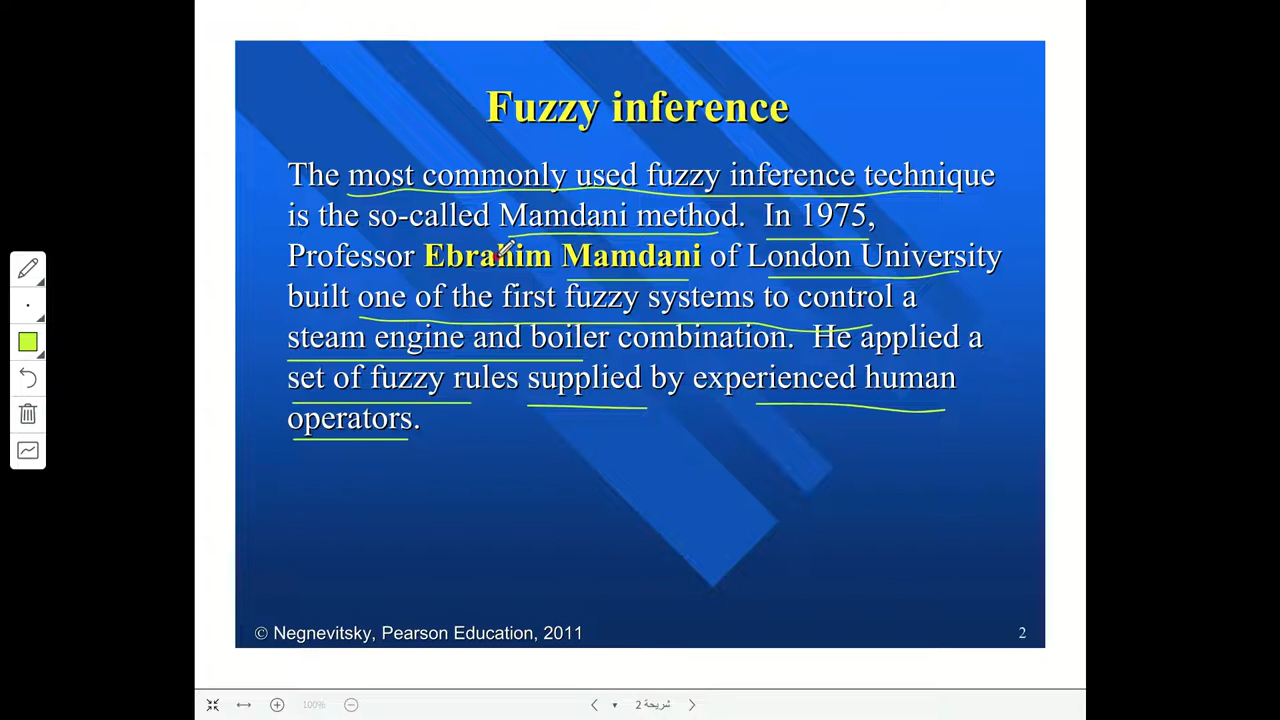 Fuzzy inference
The most commonly used fuzzy inference technique
is the so-called Mamdani method. In 1975,
Professor Ebrahim Mamdani of London University
built one of the first fuzzy systems to control a
steam engine and boiler combination. He applied a
set of fuzzy rules supplied by experienced human
operators.
© Negnevitsky, Pearson Education, 2011
2
100%
شريحة 2